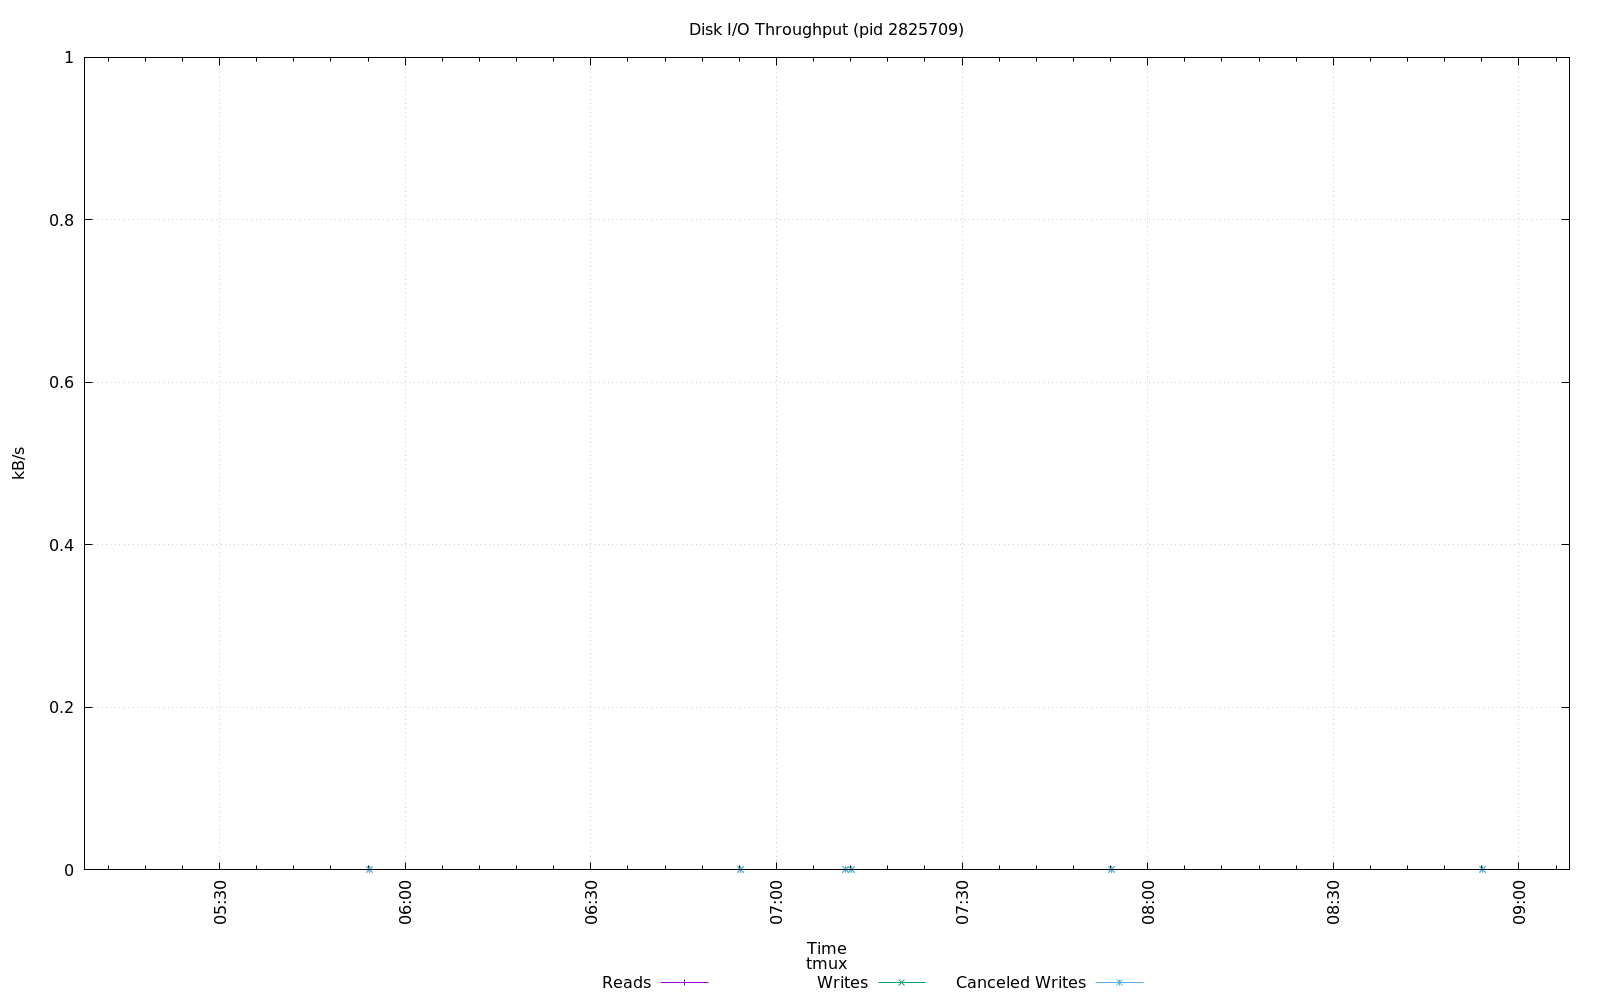 Disk I/O Throughput (pid 2825709)
1
0.8
0.6
0.4
0.2
0
kB/s
05:30
06:00
06:30
07:00
07:30
08:00
08:30
09:00
Time
tmux
Reads Writes Canceled Writes